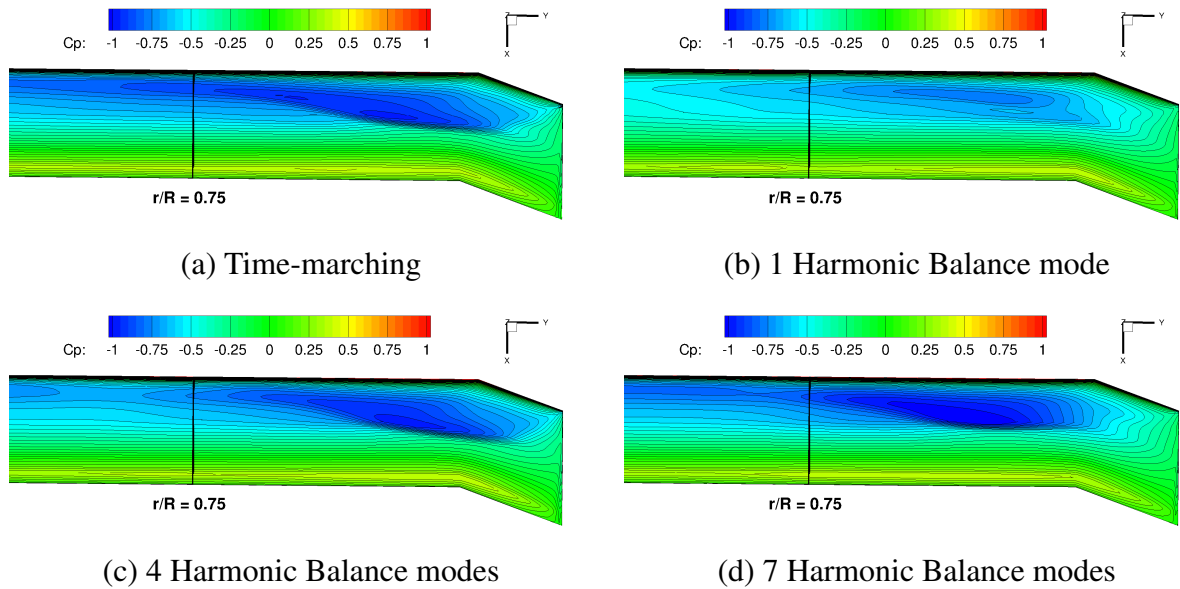 Cp: -1 -0.75 -0.5 -0.25 0 0.25 0.5 0.75 1
Z Y
X
r/R = 0.75
(a) Time-marching
Cp: -1 -0.75 -0.5 -0.25 0 0.25 0.5 0.75 1
Z Y
X
r/R = 0.75
(b) 1 Harmonic Balance mode
Cp: -1 -0.75 -0.5 -0.25 0 0.25 0.5 0.75 1
Z Y
X
r/R = 0.75
(c) 4 Harmonic Balance modes
Cp: -1 -0.75 -0.5 -0.25 0 0.25 0.5 0.75 1
Z Y
X
r/R = 0.75
(d) 7 Harmonic Balance modes